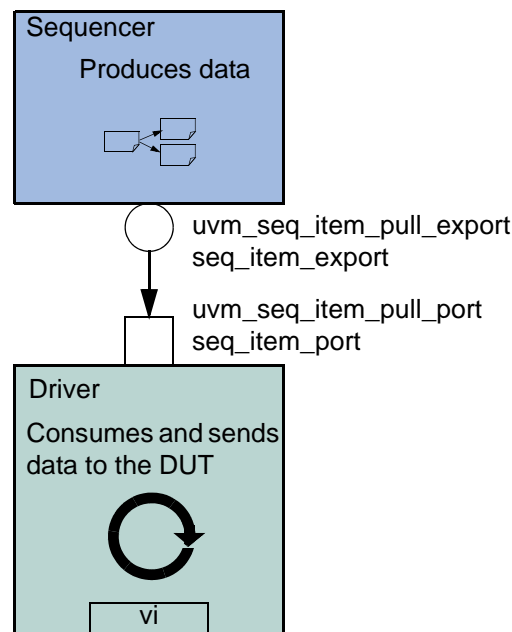 Sequencer
Produces data
uvm_seq_item_pull_export
seq_item_export
uvm_seq_item_pull_port
seq_item_port
Driver
Consumes and sends
data to the DUT
vi